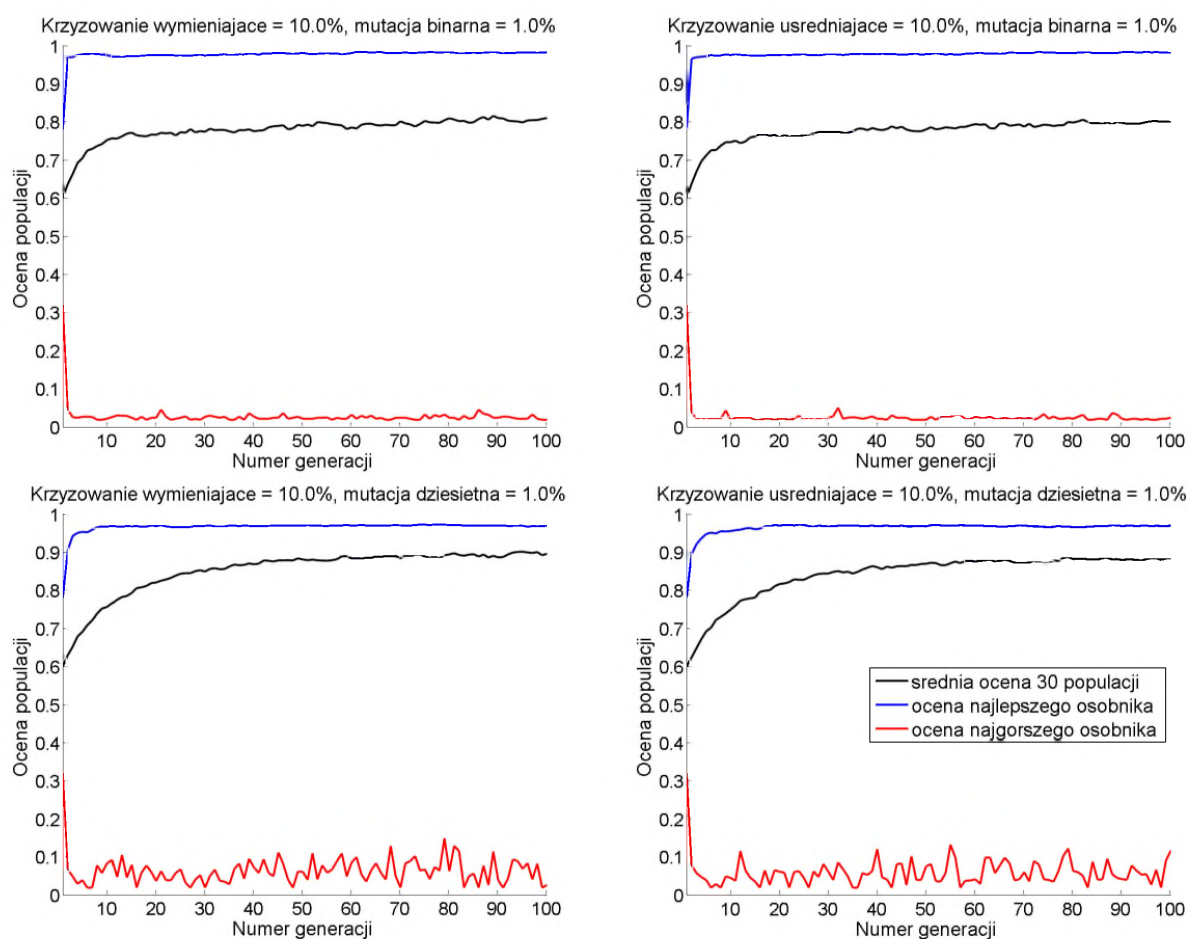 Krzyzowanie wymieniajace = 10.0%, mutacja binarna = 1.0%
1
0.9
0.8
0.7
0.6
0.5
0.4
0.3
0.2
0.1
0
Ocena populacji
10 20 30 40 50 60 70 80 90 100
Numer generacji
Krzyzowanie usredniajace = 10.0%, mutacja binarna = 1.0%
1
0.9
0.8
0.7
0.6
0.5
0.4
0.3
0.2
0.1
0
Ocena populacji
10 20 30 40 50 60 70 80 90 100
Numer generacji
Krzyzowanie wymieniajace = 10.0%, mutacja dziesietna = 1.0%
1
0.9
0.8
0.7
0.6
0.5
0.4
0.3
0.2
0.1
0
Ocena populacji
10 20 30 40 50 60 70 80 90 100
Numer generacji
Krzyzowanie usredniajace = 10.0%, mutacja dziesietna = 1.0%
1
0.9
0.8
0.7
0.6
0.5
0.4
0.3
0.2
0.1
0
Ocena populacji
srednia ocena 30 populacji
ocena najlepszego osobnika
ocena najgorszego osobnika
10 20 30 40 50 60 70 80 90 100
Numer generacji